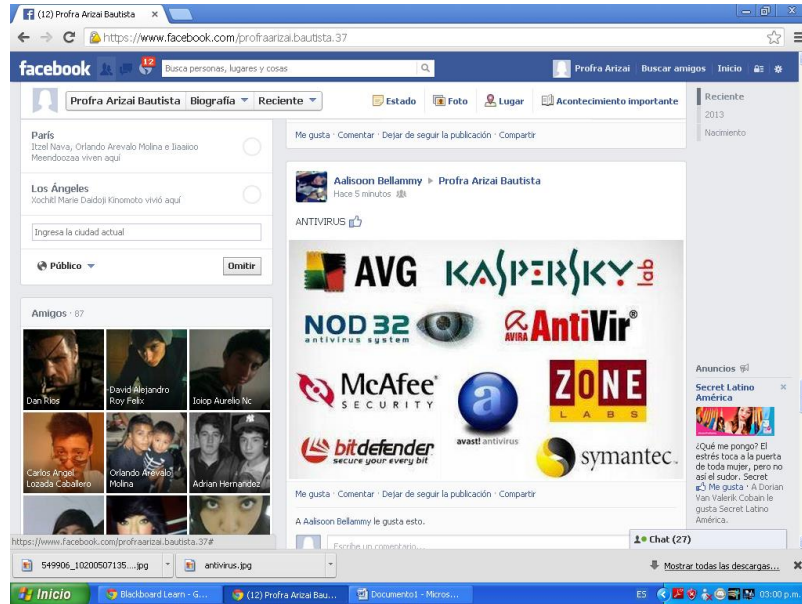 (12) Profra Arizai Bautista
https://www.facebook.com/profraarizai.bautista.37
facebook
12
Busca personas, lugares y cosas
Profra Arizai
Buscar amigos
Inicio
Profra Arizai Bautista
Biografía
Reciente
Estado
Foto
Lugar
Acontecimiento importante
Reciente
2013
Nacimiento
París
Itzel Nava, Orlando Arevalo Molina e Iiaaiioo
Meendoozaa viven aquí
Los Ángeles
Xochitl Marie Daidoji Kinomoto vivió aquí
Ingresa la ciudad actual
Público
Omitir
Amigos · 87
Dan Rios
David Alejandro
Roy Felix
Ioiop Aurelio Nc
Carlos Angel
Lozada Caballero
Orlando Arevalo
Molina
Adrian Hernandez
Me gusta · Comentar · Dejar de seguir la publicación · Compartir
Aalisoon Bellammy ▶ Profra Arizai Bautista
Hace 5 minutos
ANTIVIRUS
AVG
KASPERSKY lab
NOD 32
antivirus system
AVIRA
AntiVir®
McAfee®
SECURITY
avast! antivirus
ZONE
LABS
bitdefender
secure your every bit
symantec.
Me gusta · Comentar · Dejar de seguir la publicación · Compartir
A Aalisoon Bellammy le gusta esto.
Escribe un comentario...
Anuncios
Secret Latino
América
¿Qué me pongo? El
estrés toca a la puerta
de toda mujer, pero no
así el sudor. Secret
Me gusta · A Dorian
Van Valerik Cobain le
gusta Secret Latino
América.
Chat (27)
https://www.facebook.com/profraarizai.bautista.37#
549906_10200507135....jpg
antivirus.jpg
Mostrar todas las descargas...
Inicio
Blackboard Learn - G...
(12) Profra Arizai Bau...
Documento1 - Micros...
ES
03:00 p.m.